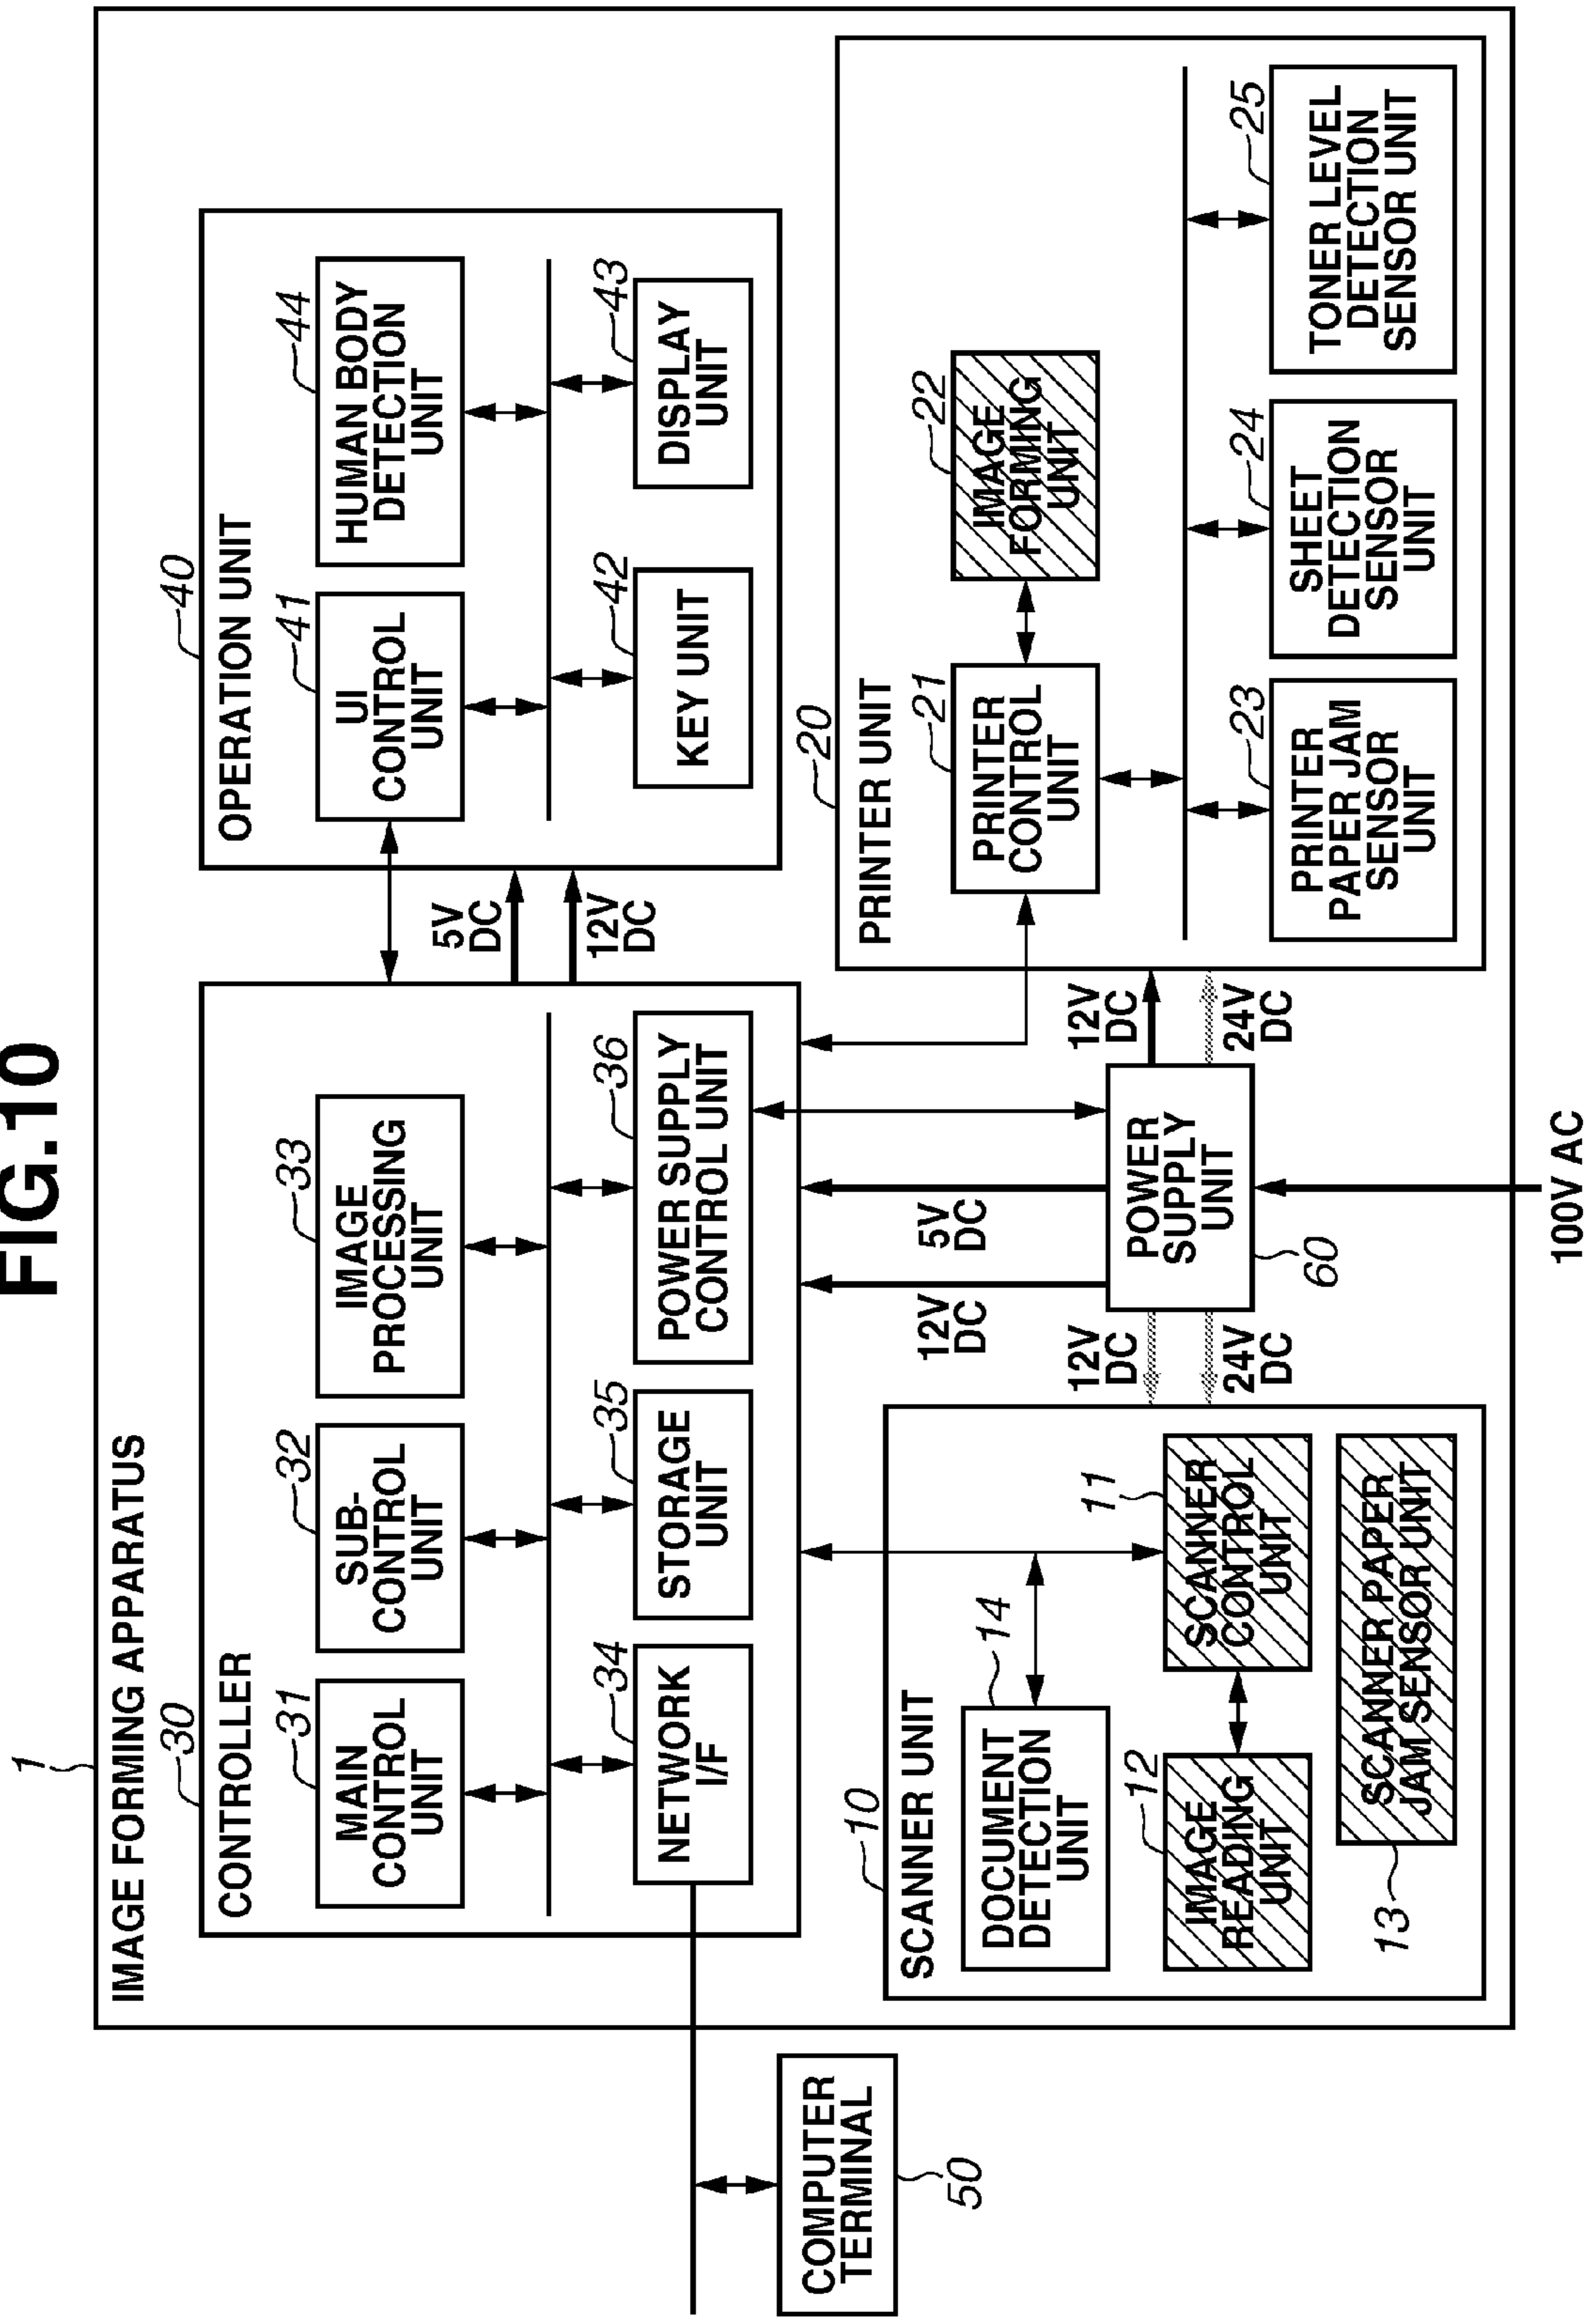 FIG.10
1
IMAGE FORMING APPARATUS
30
CONTROLLER
31
MAIN
CONTROL
UNIT
32
SUB-
CONTROL
UNIT
33
IMAGE
PROCESSING
UNIT
34
NETWORK
I/F
35
STORAGE
UNIT
36
POWER SUPPLY
CONTROL UNIT
5V
DC
12V
DC
40
OPERATION UNIT
41
UI
CONTROL
UNIT
44
HUMAN BODY
DETECTION
UNIT
42
KEY UNIT
43
DISPLAY
UNIT
50
COMPUTER
TERMINAL
10
SCANNER UNIT
14
DOCUMENT
DETECTION
UNIT
12
IMAGE
READING
UNIT
11
SCANNER
CONTROL
UNIT
13
SCANNER PAPER
JAM SENSOR UNIT
12V
DC
5V
DC
12V
DC
24V
DC
POWER
SUPPLY
UNIT
60
12V
DC
24V
DC
100V AC
20
PRINTER UNIT
21
PRINTER
CONTROL
UNIT
22
IMAGE
FORMING
UNIT
23
PRINTER
PAPER JAM
SENSOR
UNIT
24
SHEET
DETECTION
SENSOR
UNIT
25
TONER LEVEL
DETECTION
SENSOR UNIT